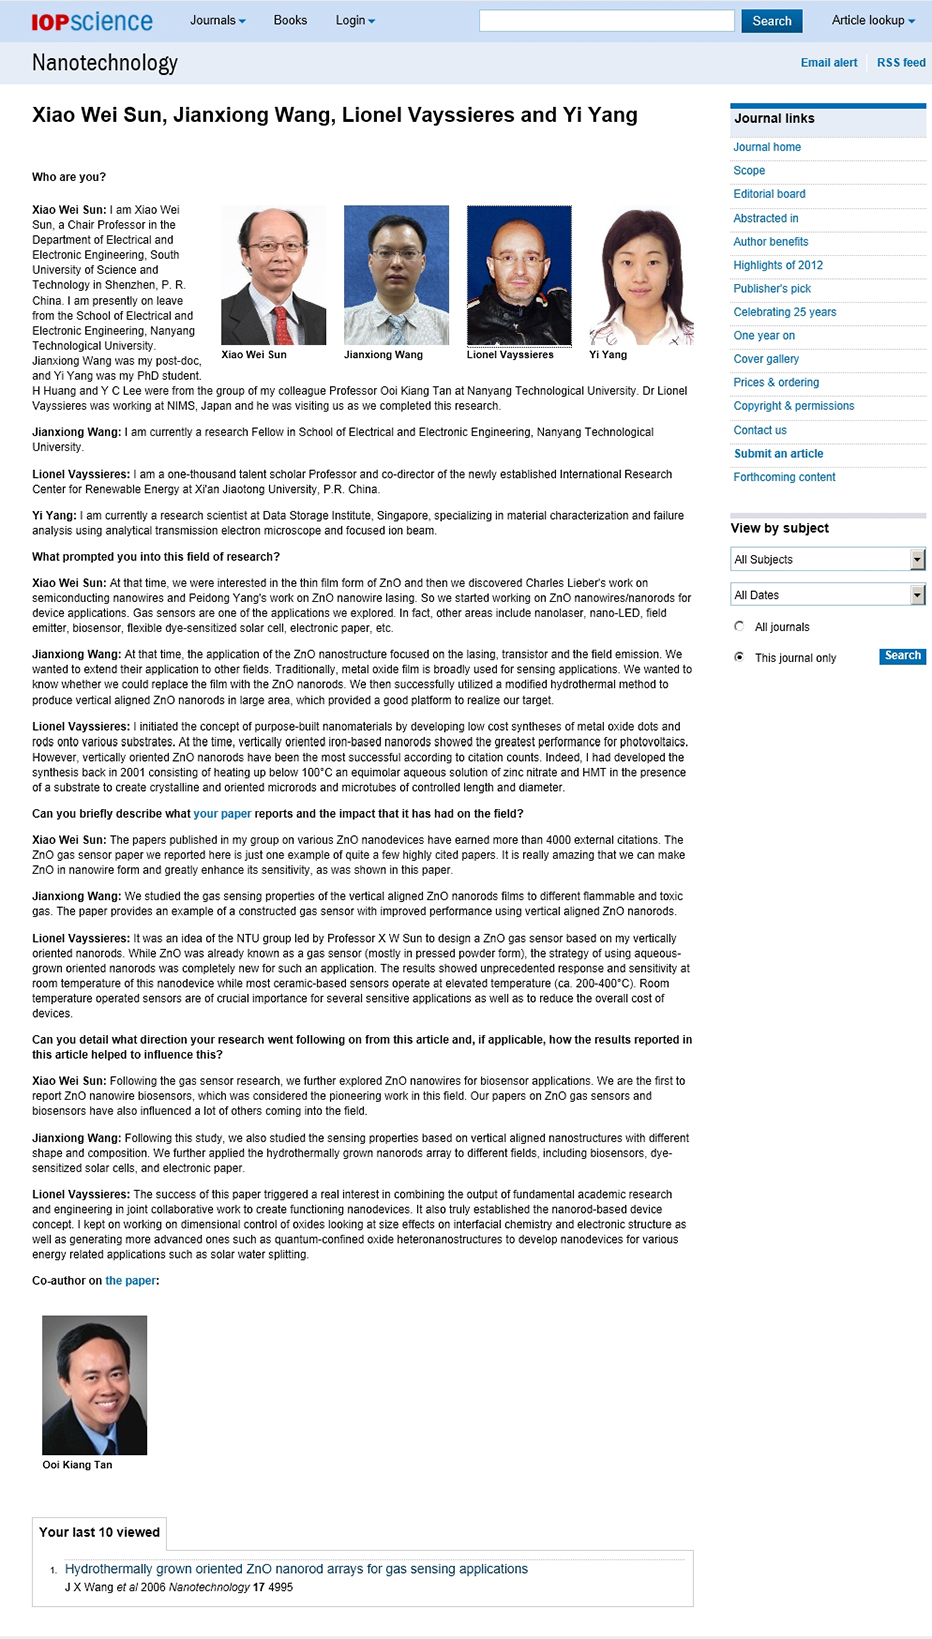 IOPscience
Journals
Books
Login
Search
Article lookup
Nanotechnology
Email alert
RSS feed
Xiao Wei Sun, Jianxiong Wang, Lionel Vayssieres and Yi Yang
Who are you?
Xiao Wei Sun: I am Xiao Wei
Sun, a Chair Professor in the
Department of Electrical and
Electronic Engineering, South
University of Science and
Technology in Shenzhen, P. R.
China. I am presently on leave
from the School of Electrical and
Electronic Engineering, Nanyang
Technological University.
Jianxiong Wang was my post-doc,
and Yi Yang was my PhD student.
Xiao Wei Sun
Jianxiong Wang
Lionel Vayssieres
Yi Yang
H Huang and Y C Lee were from the group of my colleague Professor Ooi Kiang Tan at Nanyang Technological University. Dr Lionel
Vayssieres was working at NIMS, Japan and he was visiting us as we completed this research.
Jianxiong Wang: I am currently a research Fellow in School of Electrical and Electronic Engineering, Nanyang Technological
University.
Lionel Vayssieres: I am a one-thousand talent scholar Professor and co-director of the newly established International Research
Center for Renewable Energy at Xi'an Jiaotong University, P.R. China.
Yi Yang: I am currently a research scientist at Data Storage Institute, Singapore, specializing in material characterization and failure
analysis using analytical transmission electron microscope and focused ion beam.
What prompted you into this field of research?
Xiao Wei Sun: At that time, we were interested in the thin film form of ZnO and then we discovered Charles Lieber's work on
semiconducting nanowires and Peidong Yang's work on ZnO nanowire lasing. So we started working on ZnO nanowires/nanorods for
device applications. Gas sensors are one of the applications we explored. In fact, other areas include nanolaser, nano-LED, field
emitter, biosensor, flexible dye-sensitized solar cell, electronic paper, etc.
Jianxiong Wang: At that time, the application of the ZnO nanostructure focused on the lasing, transistor and the field emission. We
wanted to extend their application to other fields. Traditionally, metal oxide film is broadly used for sensing applications. We wanted to
know whether we could replace the film with the ZnO nanorods. We then successfully utilized a modified hydrothermal method to
produce vertical aligned ZnO nanorods in large area, which provided a good platform to realize our target.
Lionel Vayssieres: I initiated the concept of purpose-built nanomaterials by developing low cost syntheses of metal oxide dots and
rods onto various substrates. At the time, vertically oriented iron-based nanorods showed the greatest performance for photovoltaics.
However, vertically oriented ZnO nanorods have been the most successful according to citation counts. Indeed, I had developed the
synthesis back in 2001 consisting of heating up below 100°C an equimolar aqueous solution of zinc nitrate and HMT in the presence
of a substrate to create crystalline and oriented microrods and microtubes of controlled length and diameter.
Can you briefly describe what your paper reports and the impact that it has had on the field?
Xiao Wei Sun: The papers published in my group on various ZnO nanodevices have earned more than 4000 external citations. The
ZnO gas sensor paper we reported here is just one example of quite a few highly cited papers. It is really amazing that we can make
ZnO in nanowire form and greatly enhance its sensitivity, as was shown in this paper.
Jianxiong Wang: We studied the gas sensing properties of the vertical aligned ZnO nanorods films to different flammable and toxic
gas. The paper provides an example of a constructed gas sensor with improved performance using vertical aligned ZnO nanorods.
Lionel Vayssieres: It was an idea of the NTU group led by Professor X W Sun to design a ZnO gas sensor based on my vertically
oriented nanorods. While ZnO was already known as a gas sensor (mostly in pressed powder form), the strategy of using aqueous-
grown oriented nanorods was completely new for such an application. The results showed unprecedented response and sensitivity at
room temperature of this nanodevice while most ceramic-based sensors operate at elevated temperature (ca. 200-400°C). Room
temperature operated sensors are of crucial importance for several sensitive applications as well as to reduce the overall cost of
devices.
Can you detail what direction your research went following on from this article and, if applicable, how the results reported in
this article helped to influence this?
Xiao Wei Sun: Following the gas sensor research, we further explored ZnO nanowires for biosensor applications. We are the first to
report ZnO nanowire biosensors, which was considered the pioneering work in this field. Our papers on ZnO gas sensors and
biosensors have also influenced a lot of others coming into the field.
Jianxiong Wang: Following this study, we also studied the sensing properties based on vertical aligned nanostructures with different
shape and composition. We further applied the hydrothermally grown nanorods array to different fields, including biosensors, dye-
sensitized solar cells, and electronic paper.
Lionel Vayssieres: The success of this paper triggered a real interest in combining the output of fundamental academic research
and engineering in joint collaborative work to create functioning nanodevices. It also truly established the nanorod-based device
concept. I kept on working on dimensional control of oxides looking at size effects on interfacial chemistry and electronic structure as
well as generating more advanced ones such as quantum-confined oxide heteronanostructures to develop nanodevices for various
energy related applications such as solar water splitting.
Co-author on the paper:
Ooi Kiang Tan
Your last 10 viewed
1. Hydrothermally grown oriented ZnO nanorod arrays for gas sensing applications
J X Wang et al 2006 Nanotechnology 17 4995
Journal links
Journal home
Scope
Editorial board
Abstracted in
Author benefits
Highlights of 2012
Publisher's pick
Celebrating 25 years
One year on
Cover gallery
Prices & ordering
Copyright & permissions
Contact us
Submit an article
Forthcoming content
View by subject
All Subjects
All Dates
All journals
This journal only
Search